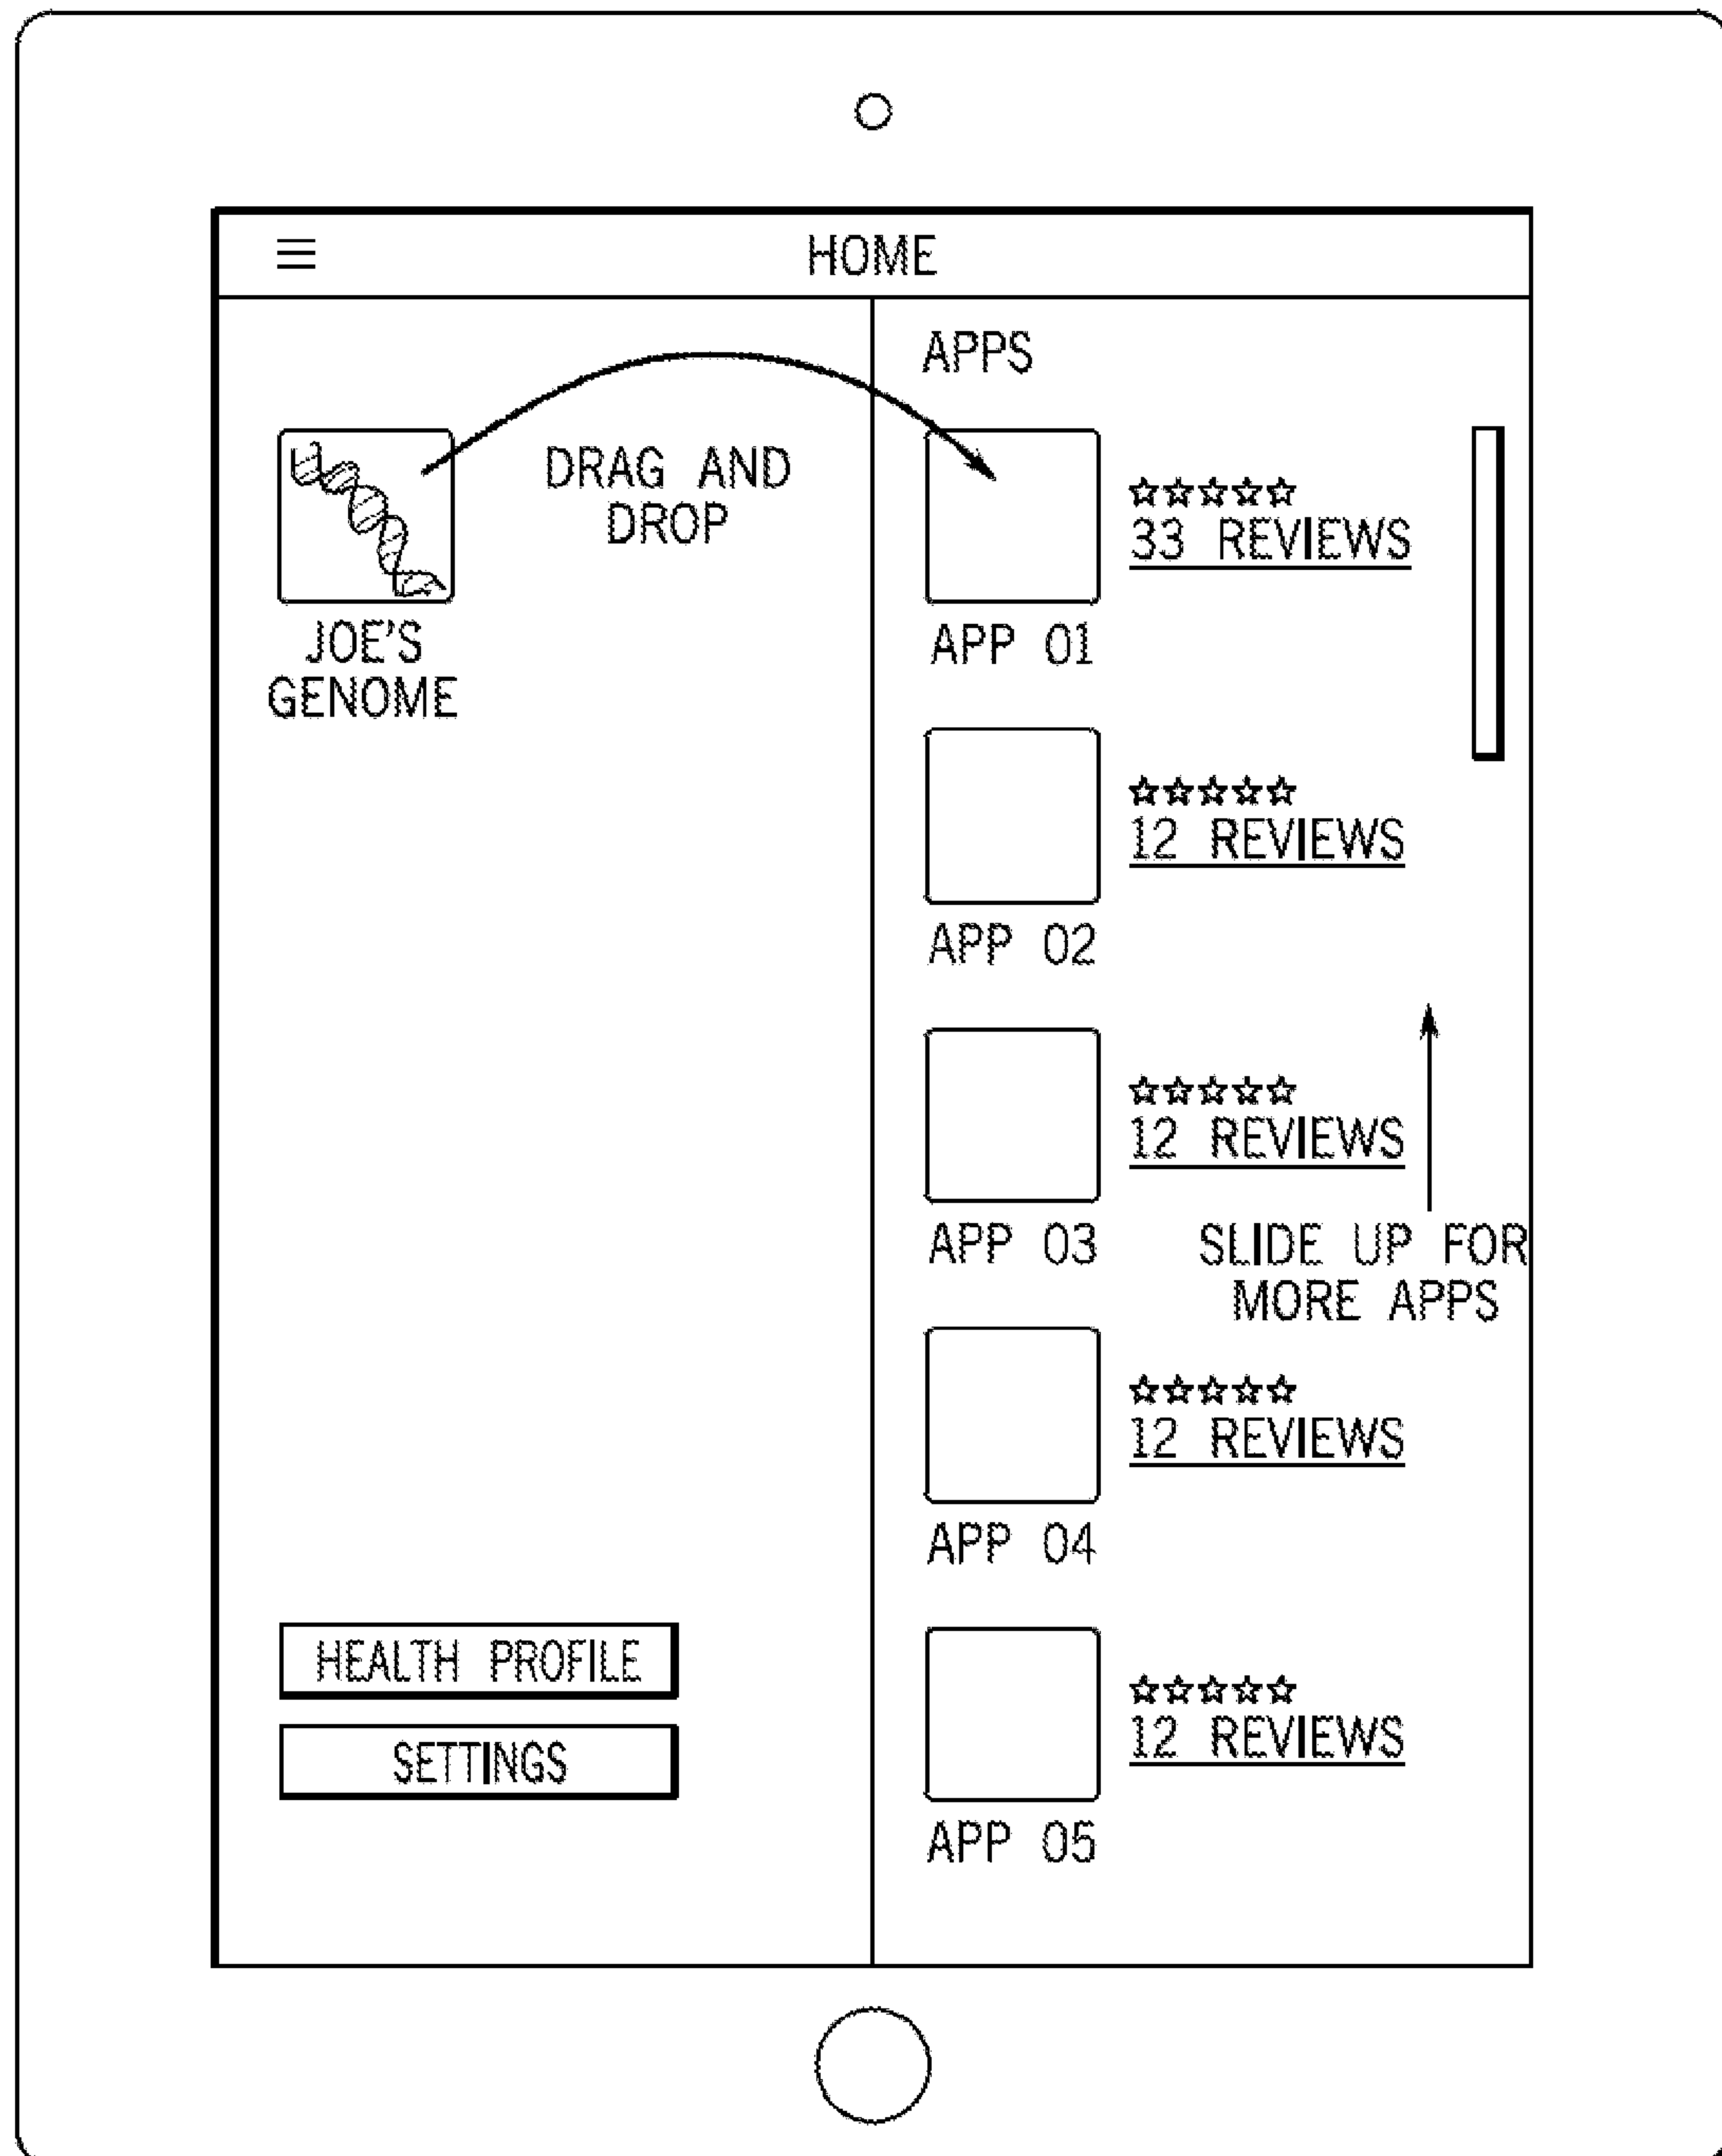 HOME
DRAG AND
DROP
JOE'S
GENOME
HEALTH PROFILE
SETTINGS
APPS
33 REVIEWS
APP 01
12 REVIEWS
APP 02
12 REVIEWS
APP 03
SLIDE UP FOR
MORE APPS
12 REVIEWS
APP 04
12 REVIEWS
APP 05